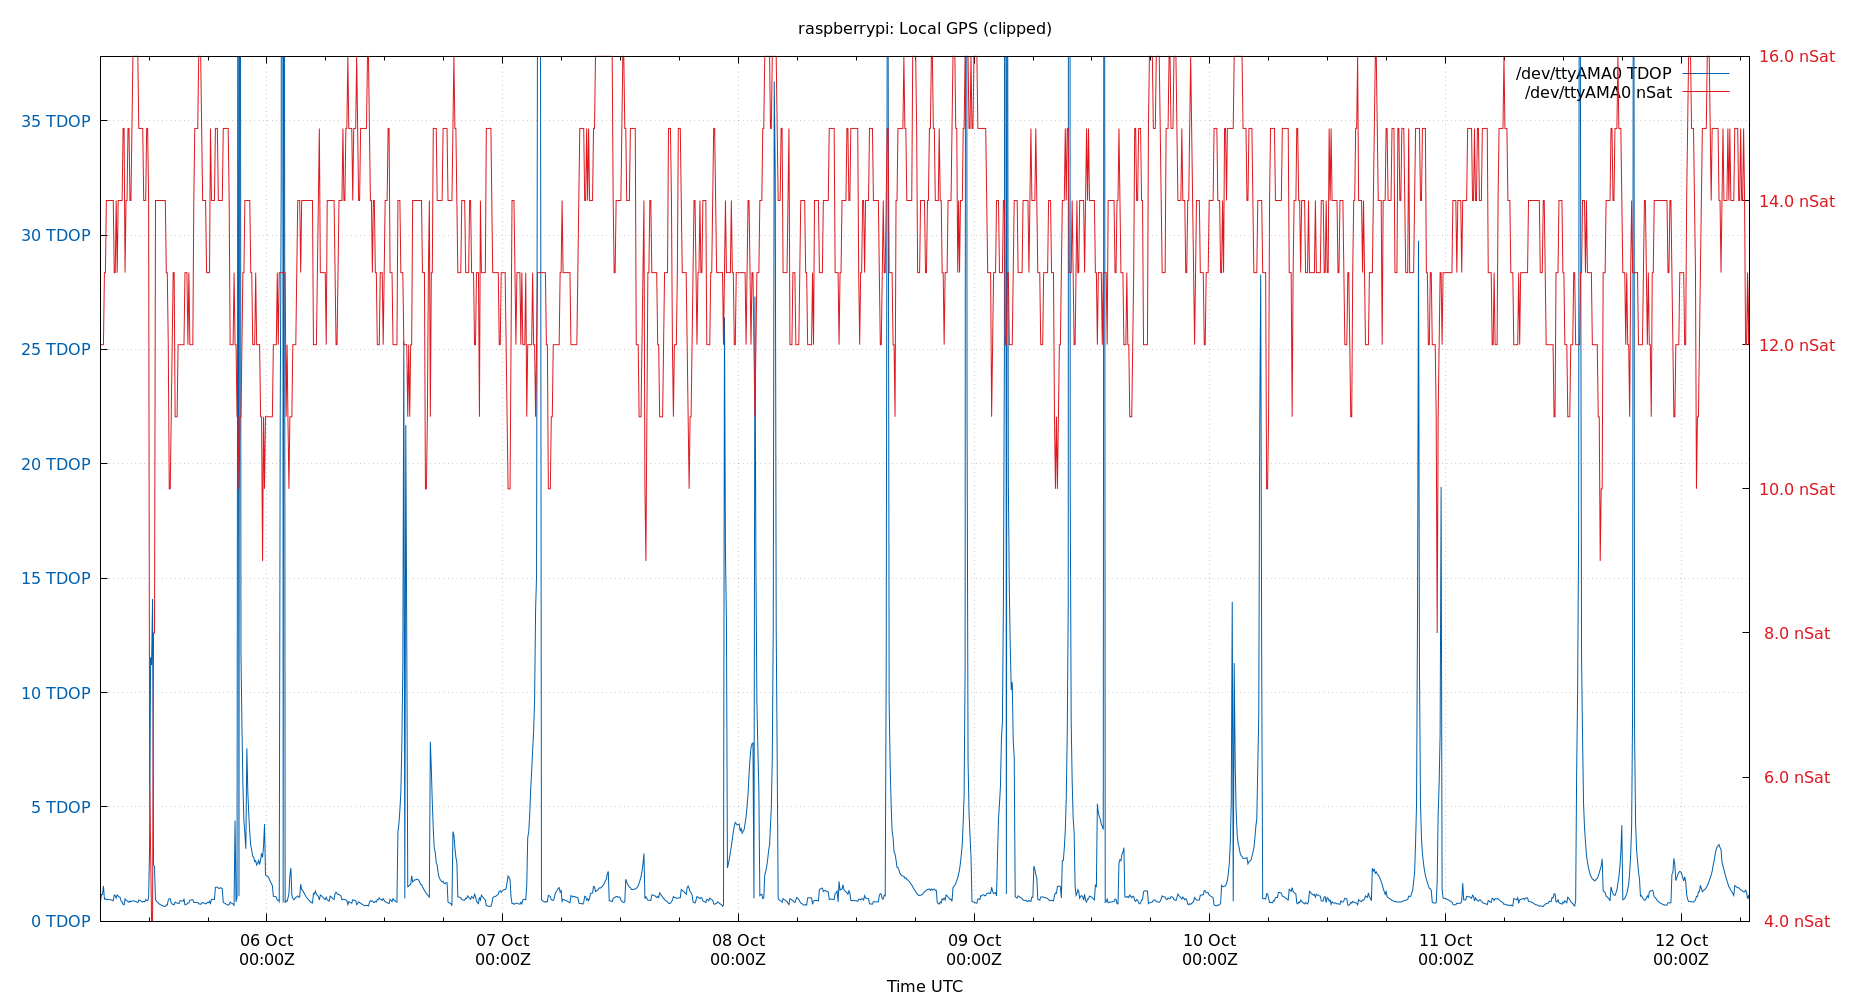 raspberrypi: Local GPS (clipped)
/dev/ttyAMA0 TDOP
/dev/ttyAMA0 nSat
35 TDOP
30 TDOP
25 TDOP
20 TDOP
15 TDOP
10 TDOP
5 TDOP
0 TDOP
16.0 nSat
14.0 nSat
12.0 nSat
10.0 nSat
8.0 nSat
6.0 nSat
4.0 nSat
06 Oct
00:00Z
07 Oct
00:00Z
08 Oct
00:00Z
09 Oct
00:00Z
10 Oct
00:00Z
11 Oct
00:00Z
12 Oct
00:00Z
Time UTC